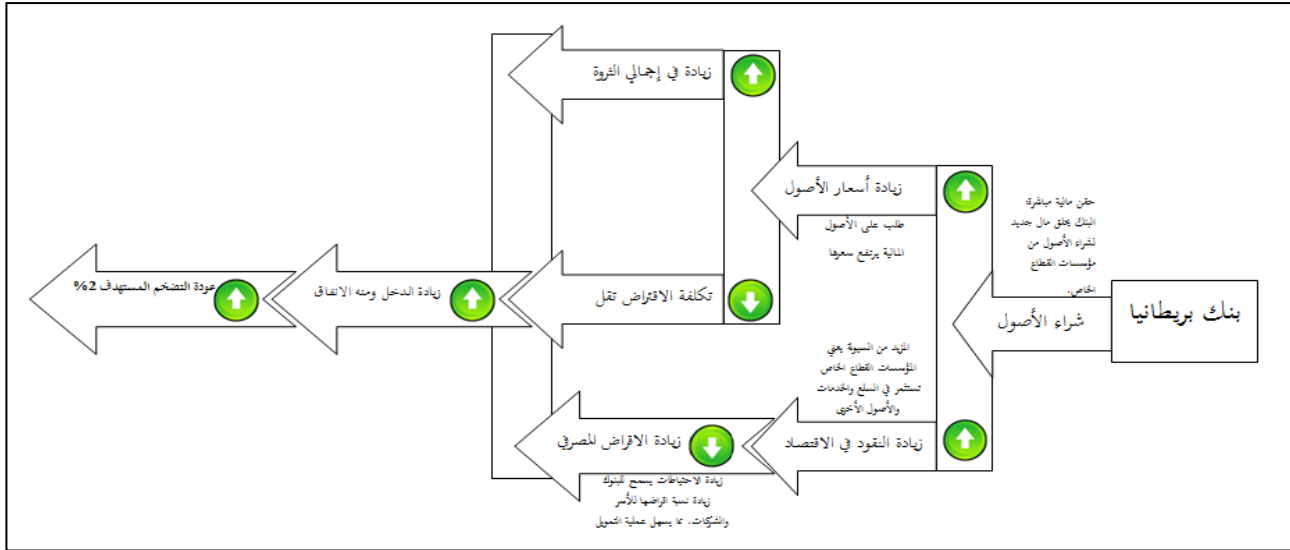 بنك بريطانيا
حقن مالية مباشرة:
البنك يخلق مال جديد
لشراء الأصول من
مؤسسات القطاع
الخاص.
شراء الأصول
زيادة أسعار الأصول
طلب على الأصول
المالية يرتفع سعرها
المزيد من السيولة يعني
المؤسسات القطاع الخاص
تستثمر في السلع والخدمات
والأصول الأخرى
زيادة النقود في الاقتصاد
زيادة في إجمالي الثروة
تكلفة الاقتراض تقل
زيادة الاقراض المصرفي
زيادة الاحتياطات يسمح للبنوك
زيادة نسبة اقراضها للأسر
والشركات، مما يسهل عملية التمويل
زيادة الدخل ومنه الانفاق
عودة التضخم المستهدف 2%